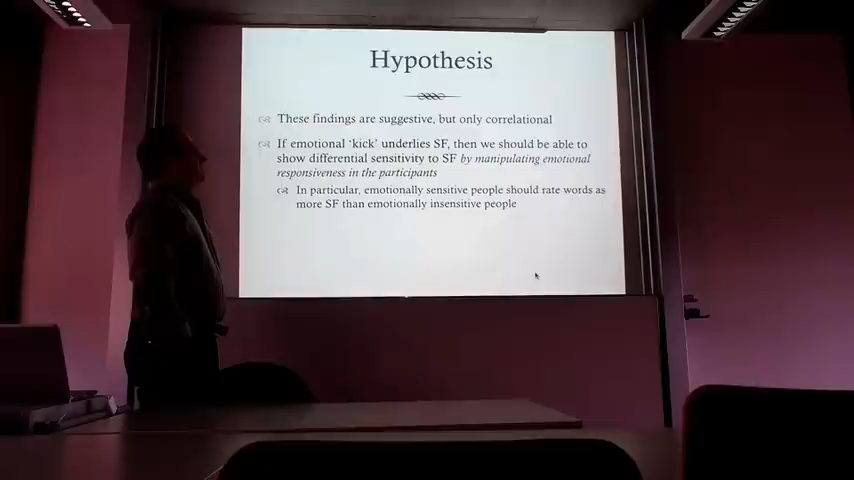 Hypothesis
These findings are suggestive, but only correlational
If emotional ‘kick’ underlies SF, then we should be able to
show differential sensitivity to SF by manipulating emotional
responsiveness in the participants
In particular, emotionally sensitive people should rate words as
more SF than emotionally insensitive people